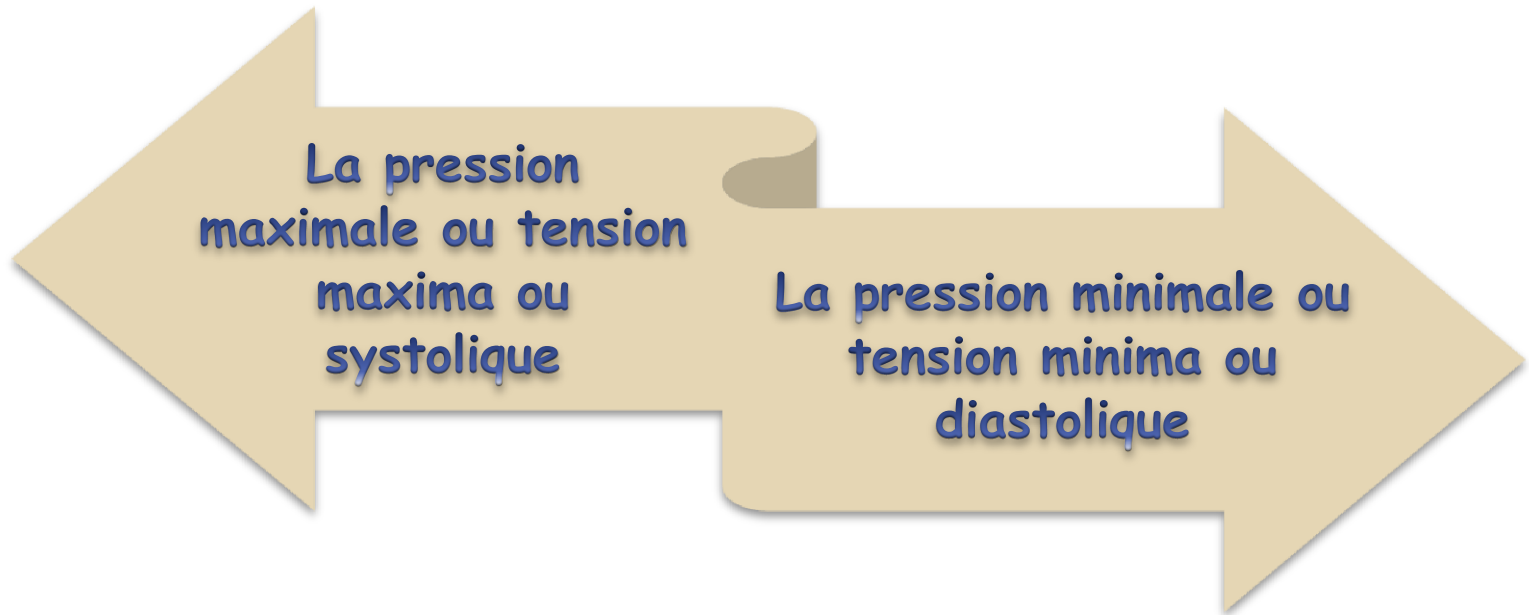 La pression
maximale ou tension
maxima ou
systolique
La pression minimale ou
tension minima ou
diastolique